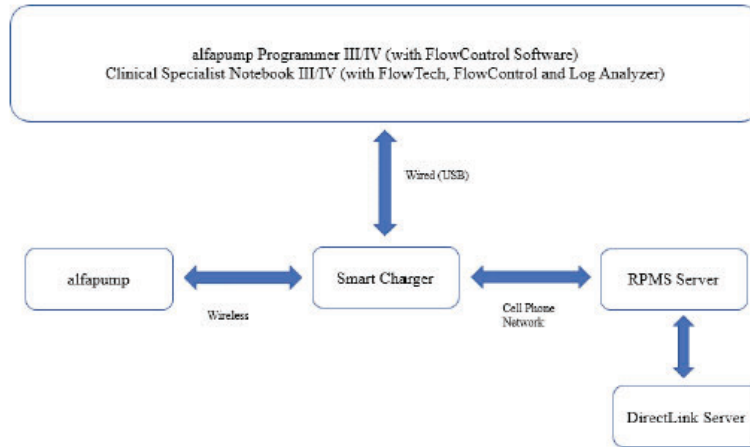 alfapump Programmer III/IV (with FlowControl Software)
Clinical Specialist Notebook III/IV (with FlowTech, FlowControl and Log Analyzer)
Wired (USB)
alfapump
Smart Charger
RPMS Server
Wireless
Cell Phone
Network
DirectLink Server